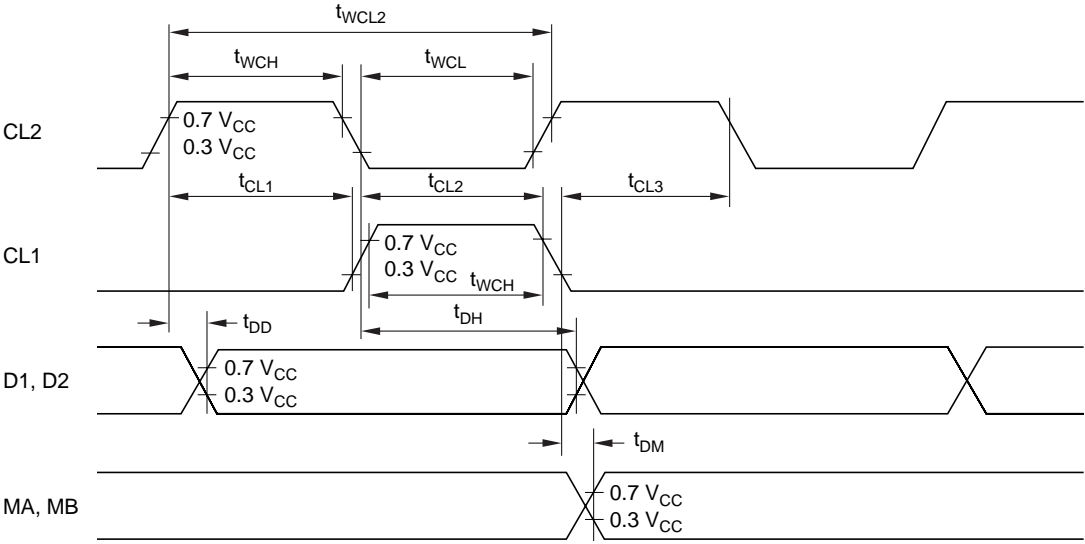 tWCL2
tWCH
tWCL
CL2
0.7 VCC
0.3 VCC
tCL1
tCL2
tCL3
CL1
0.7 VCC
0.3 VCC
tWCH
tDH
tDD
D1, D2
0.7 VCC
0.3 VCC
tDM
MA, MB
0.7 VCC
0.3 VCC